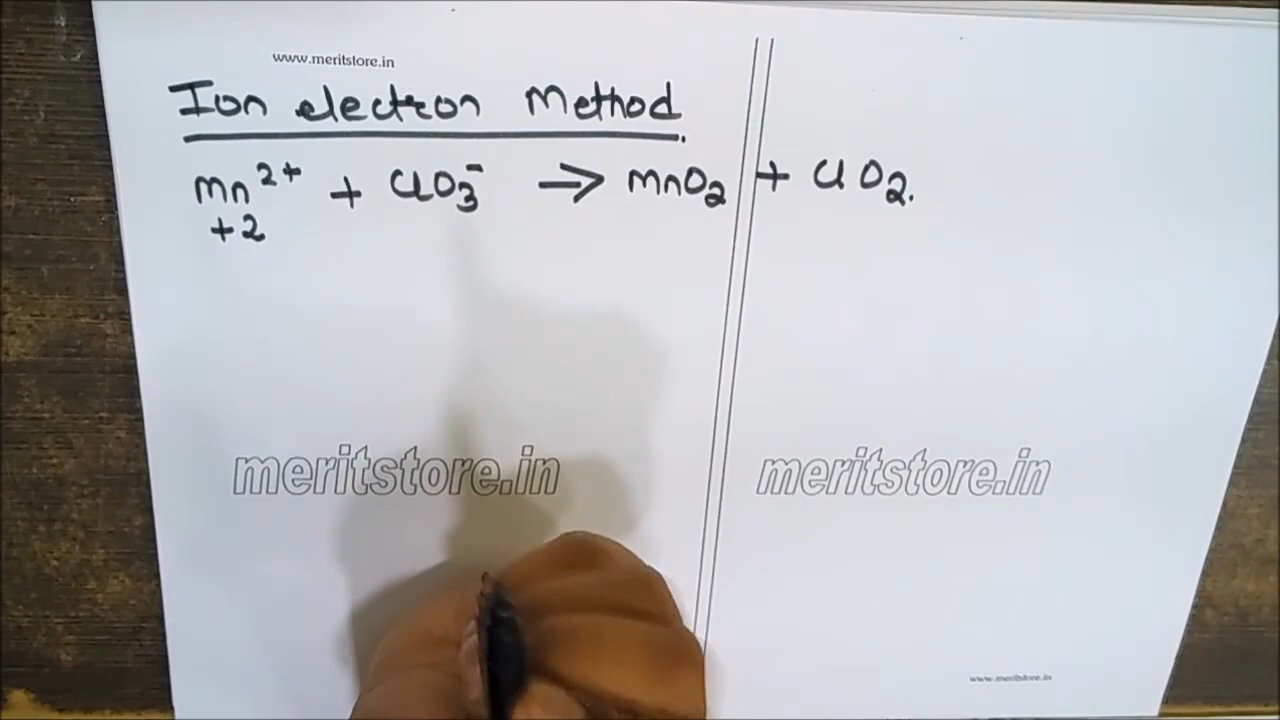 www.meritstore.in
Ion electron Method.
Mn²⁺ + ClO₃⁻ → MnO₂ + ClO₂.
+2
meritstore.in meritstore.in
www.meritstore.in